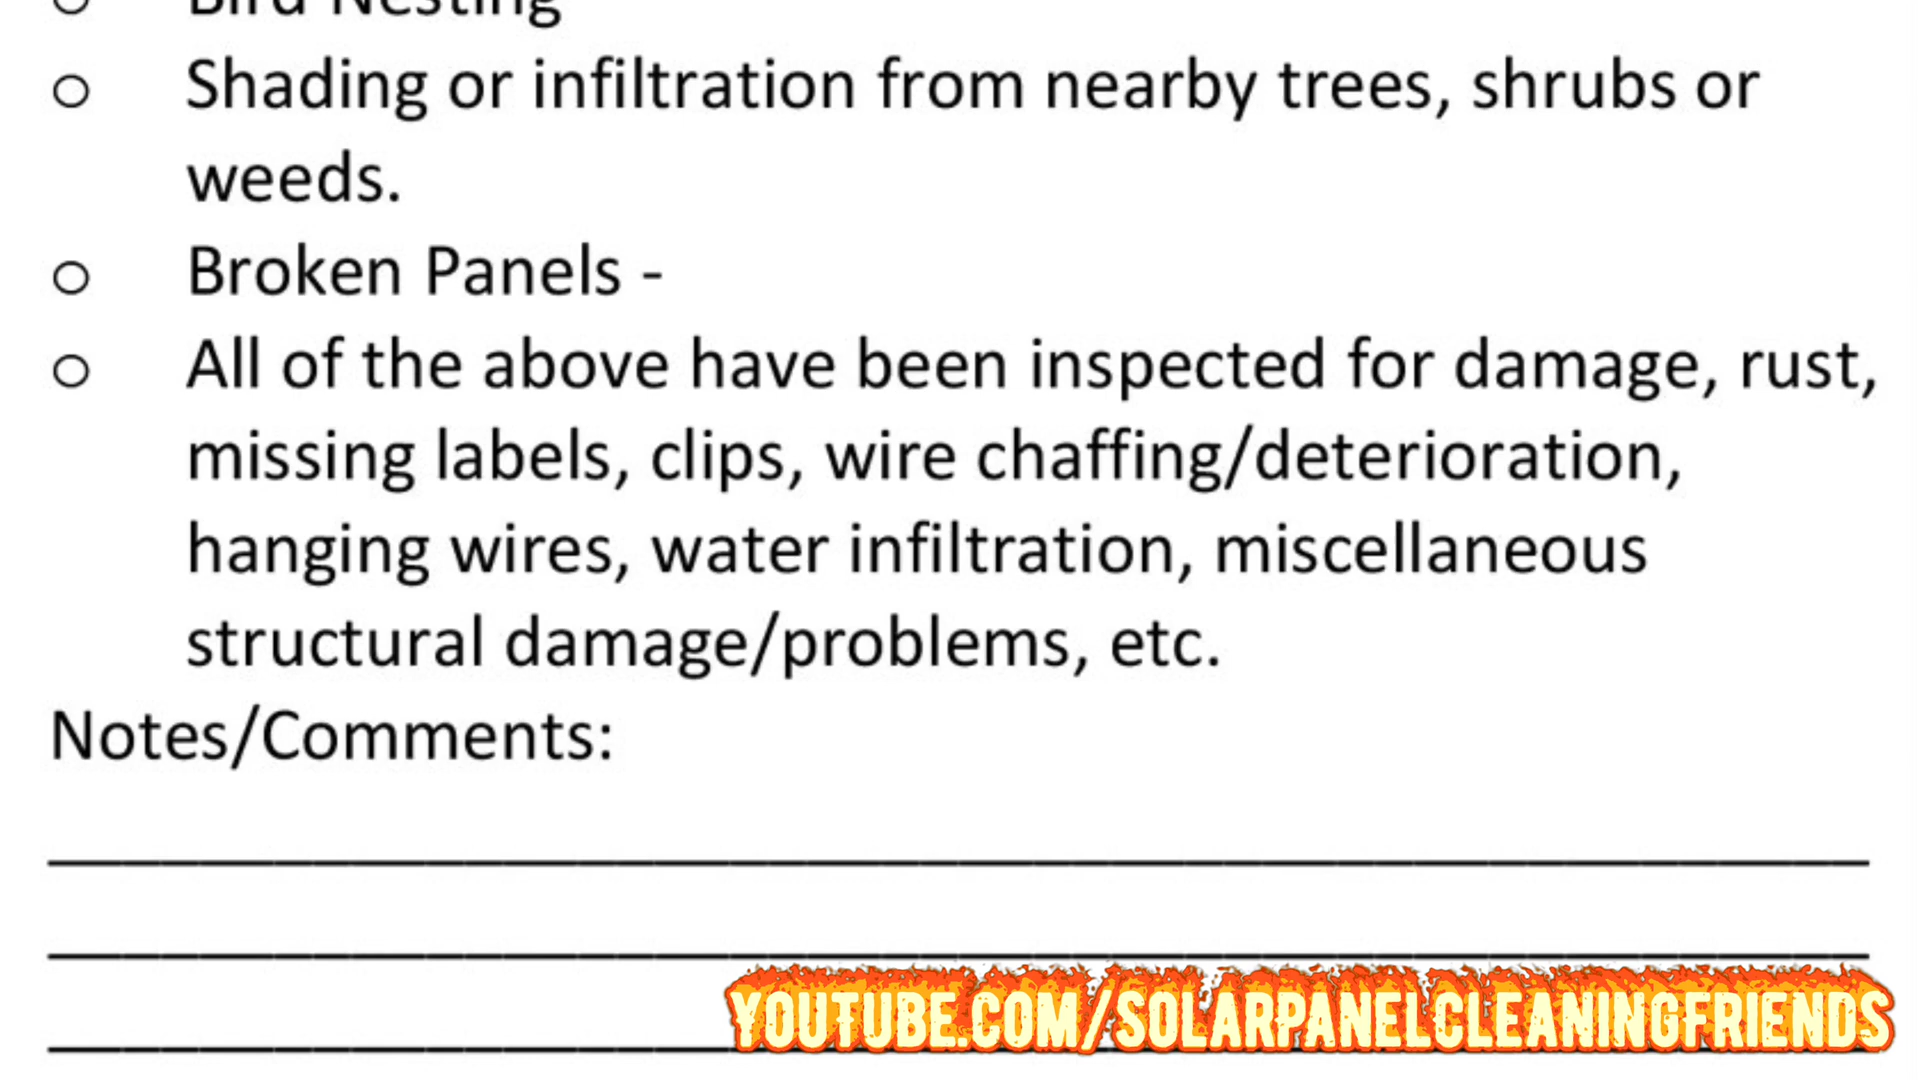 o Bird Nesting
o Shading or infiltration from nearby trees, shrubs or
weeds.
o Broken Panels -
o All of the above have been inspected for damage, rust,
missing labels, clips, wire chaffing/deterioration,
hanging wires, water infiltration, miscellaneous
structural damage/problems, etc.
Notes/Comments:
YOUTUBE.COM/SOLARPANELCLEANINGFRIENDS